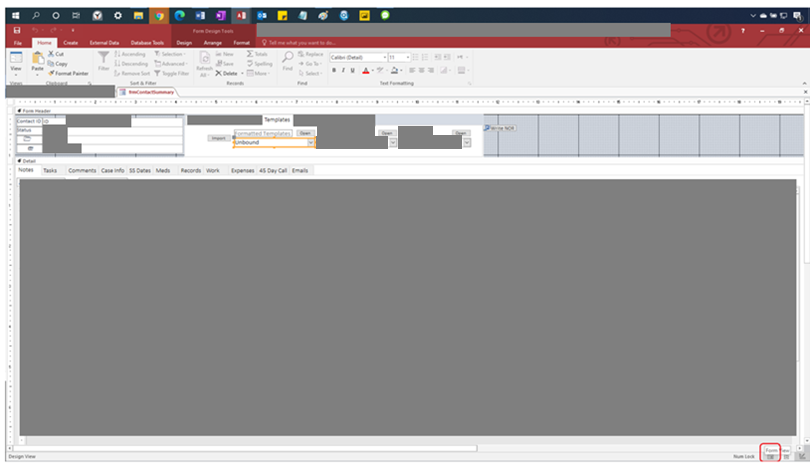 Form Design Tools
File Home Create External Data Database Tools Design Arrange Format Tell me what you want to do...
View
Paste
Cut
Copy
Format Painter
Filter
Ascending
Descending
Remove Sort
Selection
Advanced
Toggle Filter
Refresh All
New
Save
Delete
Totals
Spelling
More
Find
Replace
Go To
Select
Calibri (Detail) 11
B I U
Views Clipboard Sort & Filter Records Find Text Formatting
frmContactSummary
Form Header
Contact ID ID
Templates
Status
Formatted Templates Open Open Open
Write NOR
Import
Unbound
Detail
Notes Tasks Comments Case Info SS Dates Meds Records Work Expenses 45 Day Call Emails
Form View
Design View Num Lock